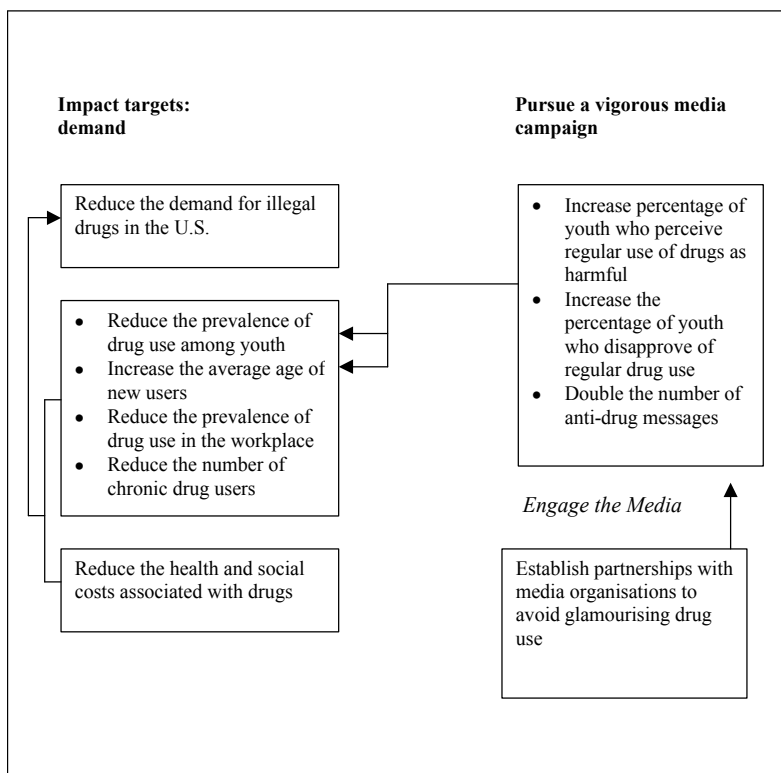 Impact targets:
demand
Pursue a vigorous media
campaign
Reduce the demand for illegal
drugs in the U.S.
• Reduce the prevalence of
drug use among youth
• Increase the average age of
new users
• Reduce the prevalence of
drug use in the workplace
• Reduce the number of
chronic drug users
Reduce the health and social
costs associated with drugs
• Increase percentage of
youth who perceive
regular use of drugs as
harmful
• Increase the
percentage of youth
who disapprove of
regular drug use
• Double the number of
anti-drug messages
Engage the Media
Establish partnerships with
media organisations to
avoid glamourising drug
use